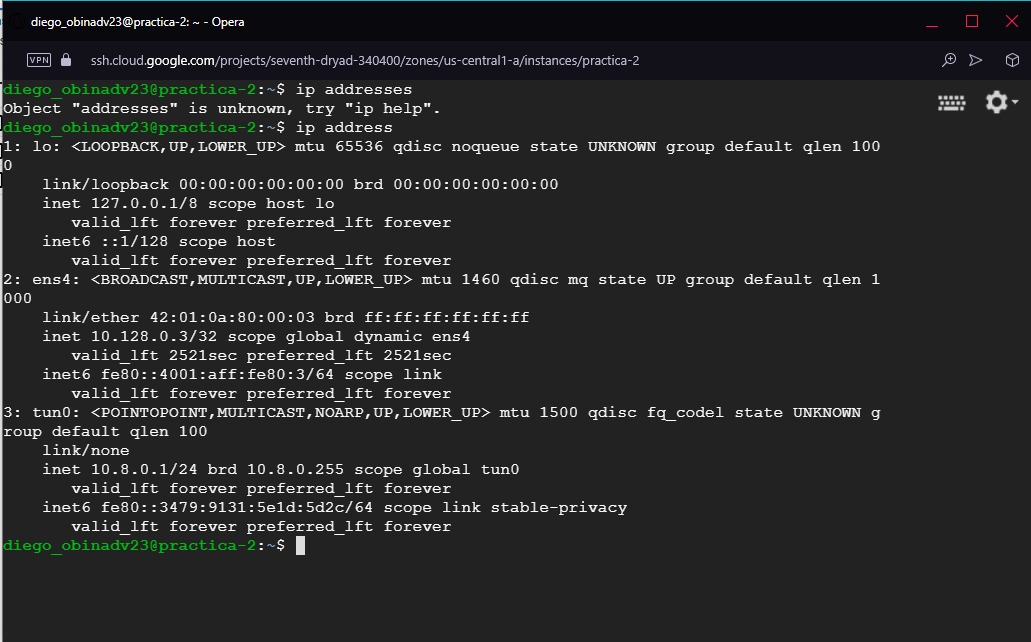 diego_obinadv23@practica-2: ~ - Opera
VPN ssh.cloud.google.com/projects/seventh-dryad-340400/zones/us-central1-a/instances/practica-2
diego_obinadv23@practica-2:~$ ip addresses
Object "addresses" is unknown, try "ip help".
diego_obinadv23@practica-2:~$ ip address
1: lo: <LOOPBACK,UP,LOWER_UP> mtu 65536 qdisc noqueue state UNKNOWN group default qlen 100
0
    link/loopback 00:00:00:00:00:00 brd 00:00:00:00:00:00
    inet 127.0.0.1/8 scope host lo
       valid_lft forever preferred_lft forever
    inet6 ::1/128 scope host
       valid_lft forever preferred_lft forever
2: ens4: <BROADCAST,MULTICAST,UP,LOWER_UP> mtu 1460 qdisc mq state UP group default qlen 1
000
    link/ether 42:01:0a:80:00:03 brd ff:ff:ff:ff:ff:ff
    inet 10.128.0.3/32 scope global dynamic ens4
       valid_lft 2521sec preferred_lft 2521sec
    inet6 fe80::4001:aff:fe80:3/64 scope link
       valid_lft forever preferred_lft forever
3: tun0: <POINTOPOINT,MULTICAST,NOARP,UP,LOWER_UP> mtu 1500 qdisc fq_codel state UNKNOWN g
roup default qlen 100
    link/none
    inet 10.8.0.1/24 brd 10.8.0.255 scope global tun0
       valid_lft forever preferred_lft forever
    inet6 fe80::3479:9131:5e1d:5d2c/64 scope link stable-privacy
       valid_lft forever preferred_lft forever
diego_obinadv23@practica-2:~$